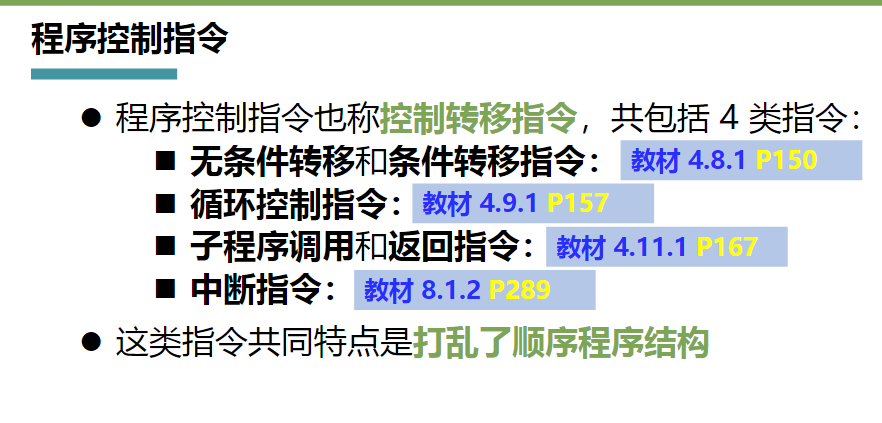 程序控制指令
● 程序控制指令也称控制转移指令，共包括 4 类指令：
■ 无条件转移和条件转移指令： 教材 4.8.1 P150
■ 循环控制指令： 教材 4.9.1 P157
■ 子程序调用和返回指令： 教材 4.11.1 P167
■ 中断指令： 教材 8.1.2 P289
● 这类指令共同特点是打乱了顺序程序结构